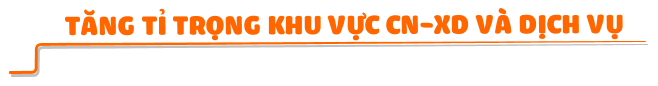 TĂNG TỈ TRỌNG KHU VỰC CN-XD VÀ DỊCH VỤ